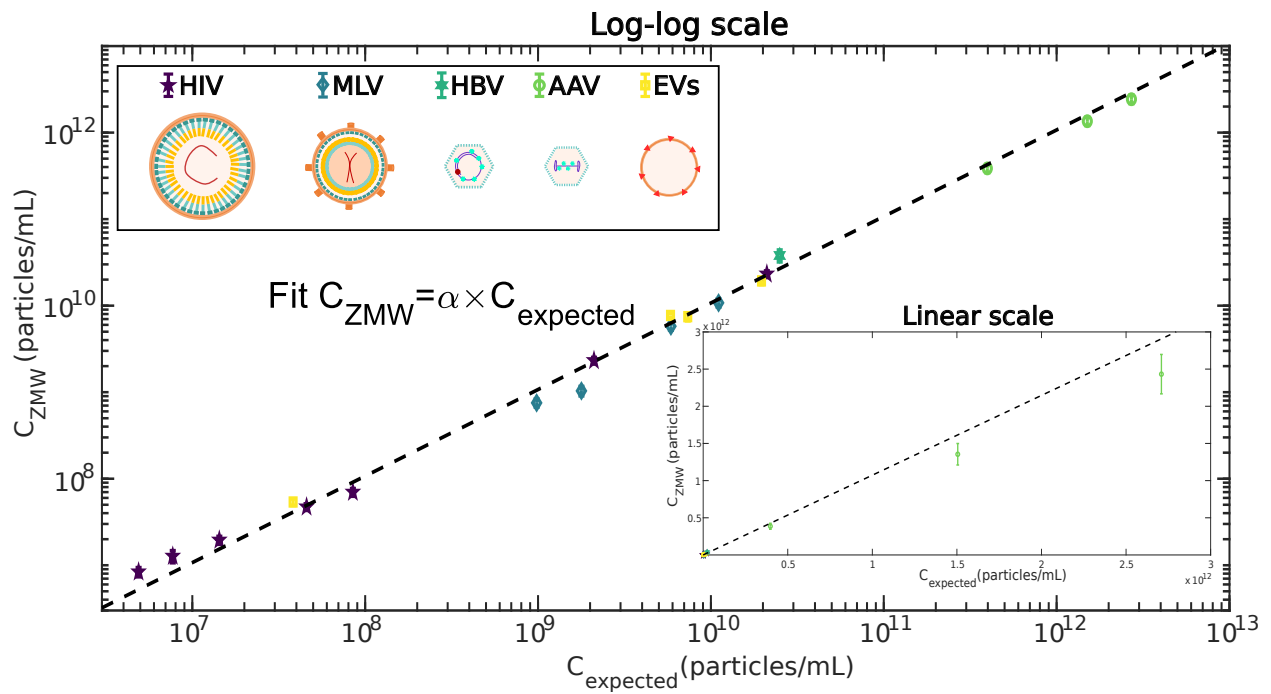 Log-log scale
HIV MLV HBV AAV EVs
10^12
10^10
10^8
C_ZMW (particles/mL)
Fit C_ZMW=α×C_expected
Linear scale
x10^12
3
2.5
2
1.5
1
0.5
C_ZMW (particles/mL)
0.5 1 1.5 2 2.5 3
C_expected(particles/mL)
x10^12
10^7 10^8 10^9 10^10 10^11 10^12 10^13
C_expected(particles/mL)